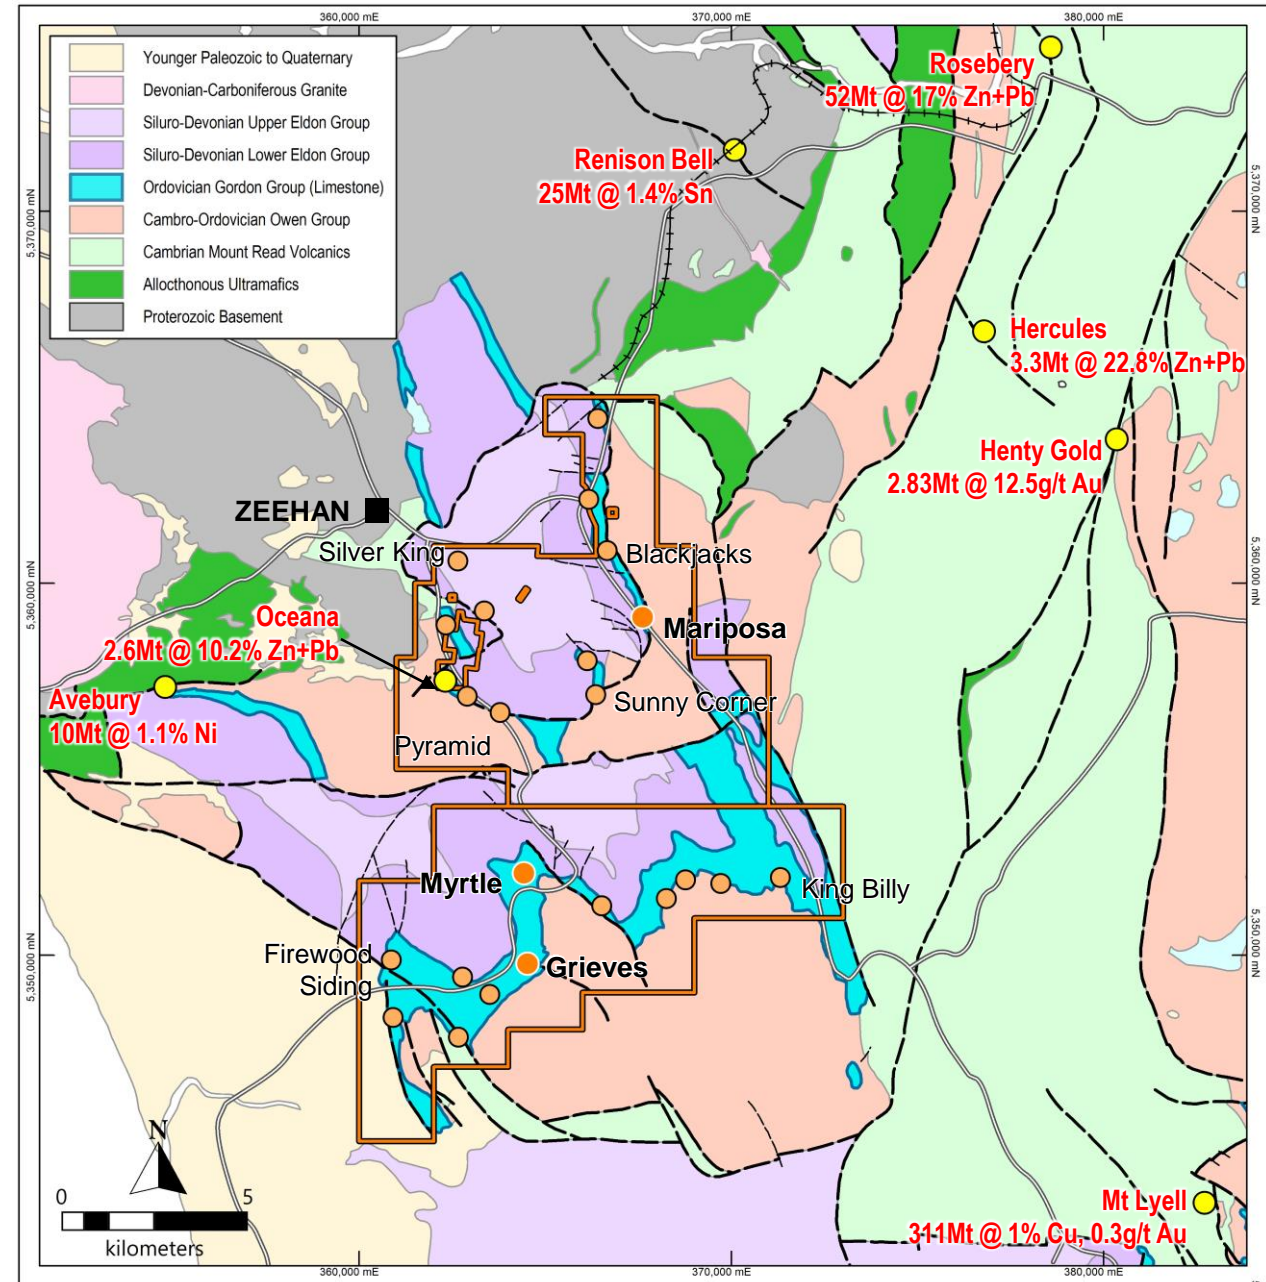 360,000 mE
370,000 mE
380,000 mE
Younger Paleozoic to Quaternary
Devonian-Carboniferous Granite
Siluro-Devonian Upper Eldon Group
Siluro-Devonian Lower Eldon Group
Ordovician Gordon Group (Limestone)
Cambro-Ordovician Owen Group
Cambrian Mount Read Volcanics
Allocthonous Ultramafics
Proterozoic Basement
Rosebery
52Mt @ 17% Zn+Pb
Renison Bell
25Mt @ 1.4% Sn
5,370,000 mN
5,370,000 mN
Hercules
3.3Mt @ 22.8% Zn+Pb
Henty Gold
2.83Mt @ 12.5g/t Au
ZEEHAN
Silver King
Blackjacks
5,360,000 mN
5,360,000 mN
Oceana
2.6Mt @ 10.2% Zn+Pb
Mariposa
Avebury
10Mt @ 1.1% Ni
Sunny Corner
Pyramid
Myrtle
King Billy
Firewood
Siding
Grieves
5,350,000 mN
5,350,000 mN
N
0 5
kilometers
Mt Lyell
311Mt @ 1% Cu, 0.3g/t Au
360,000 mE
370,000 mE
380,000 mE